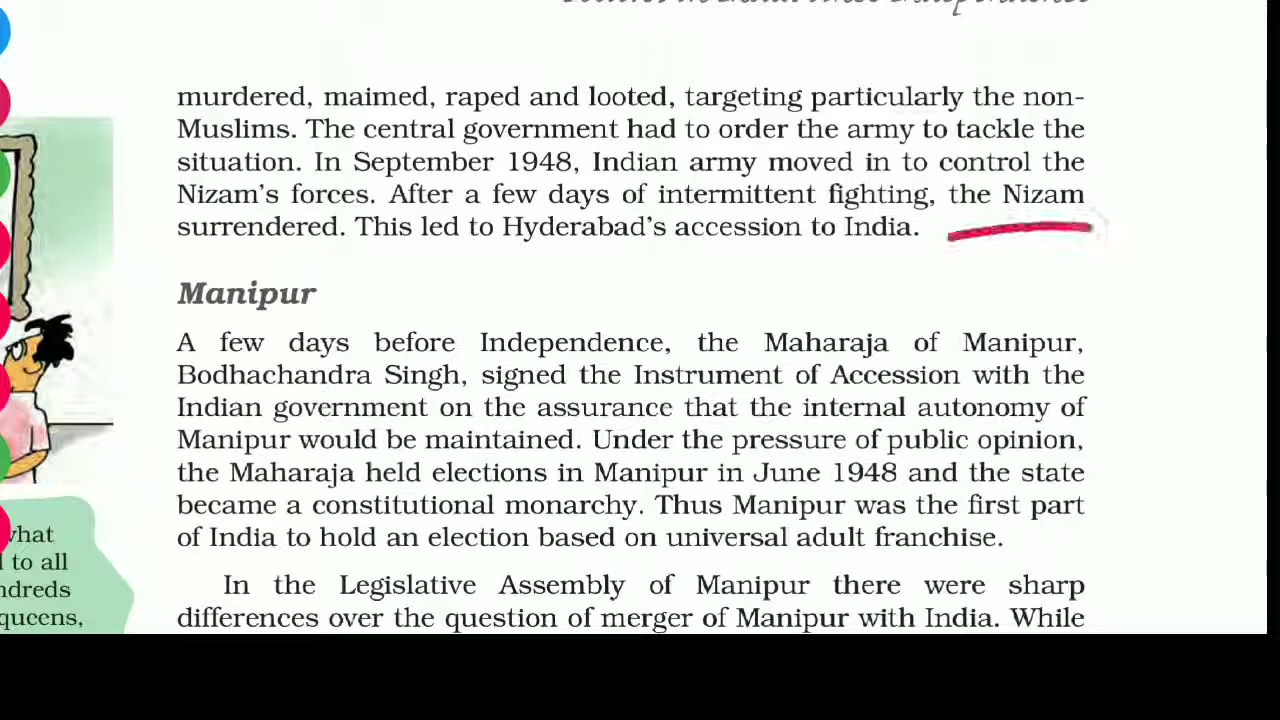 murdered, maimed, raped and looted, targeting particularly the non-
Muslims. The central government had to order the army to tackle the
situation. In September 1948, Indian army moved in to control the
Nizam's forces. After a few days of intermittent fighting, the Nizam
surrendered. This led to Hyderabad's accession to India.
Manipur
A few days before Independence, the Maharaja of Manipur,
Bodhachandra Singh, signed the Instrument of Accession with the
Indian government on the assurance that the internal autonomy of
Manipur would be maintained. Under the pressure of public opinion,
the Maharaja held elections in Manipur in June 1948 and the state
became a constitutional monarchy. Thus Manipur was the first part
of India to hold an election based on universal adult franchise.
In the Legislative Assembly of Manipur there were sharp
differences over the question of merger of Manipur with India. While
to all
queens,